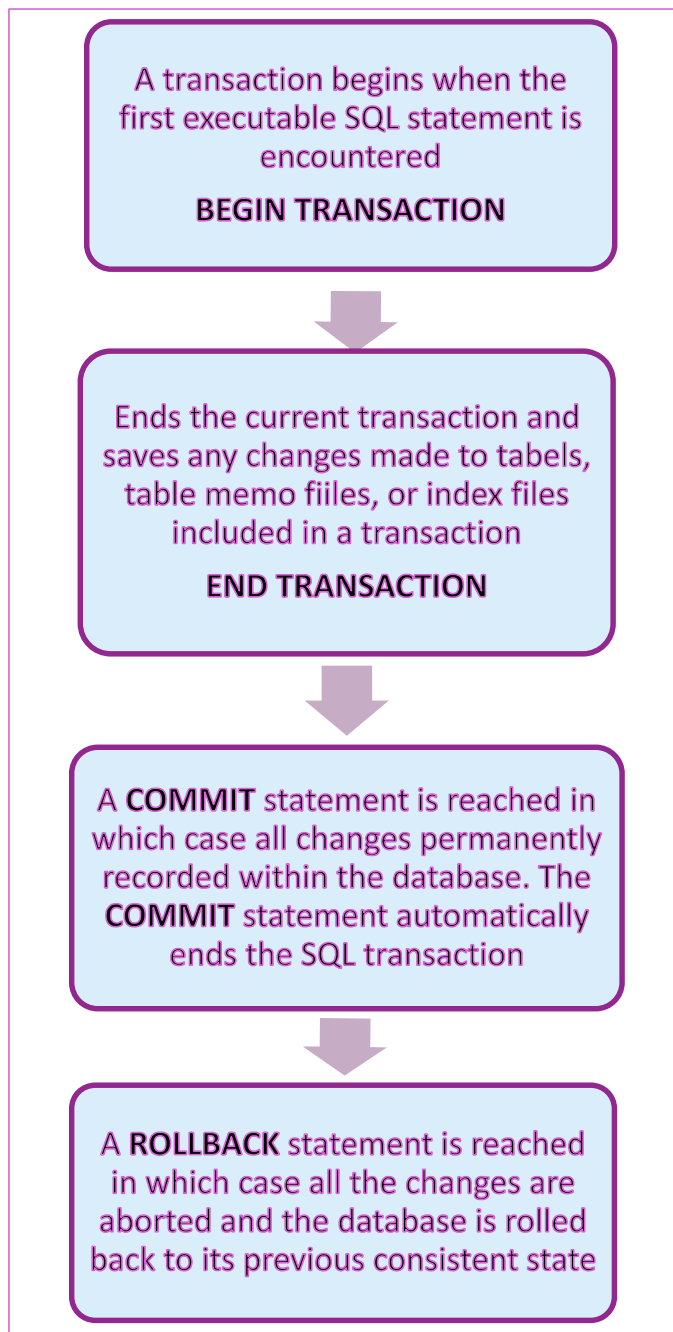 A transaction begins when the
first executable SQL statement is
encountered
BEGIN TRANSACTION
Ends the current transaction and
saves any changes made to tabels,
table memo fiiles, or index files
included in a transaction
END TRANSACTION
A COMMIT statement is reached in
which case all changes permanently
recorded within the database. The
COMMIT statement automatically
ends the SQL transaction
A ROLLBACK statement is reached
in which case all the changes are
aborted and the database is rolled
back to its previous consistent state